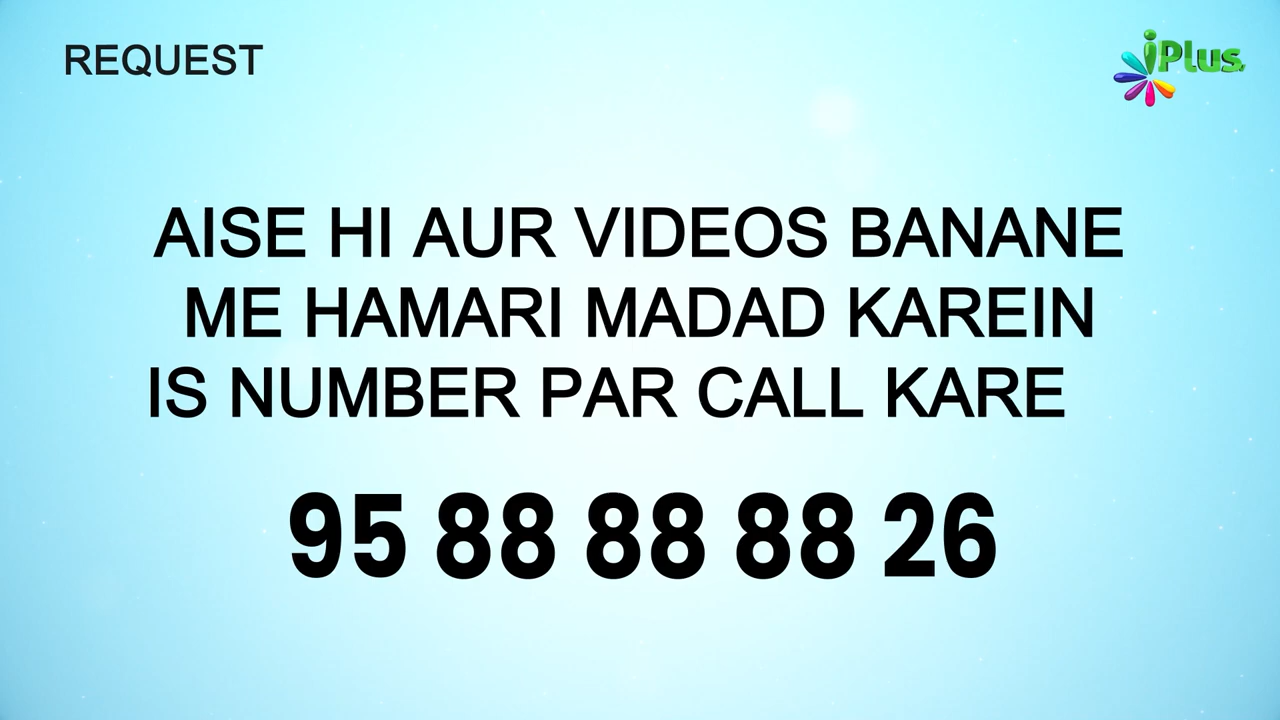 REQUEST
iPlus
AISE HI AUR VIDEOS BANANE
ME HAMARI MADAD KAREIN
IS NUMBER PAR CALL KARE
95 88 88 88 26